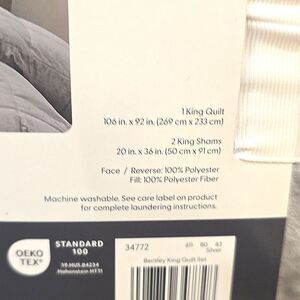 1 King Quilt
106 in. x 92 in. (269 cm x 233 cm)
2 King Shams
20 in. x 36 in. (50 cm x 91 cm)
Face / Reverse: 100% Polyester
Fill: 100% Polyester Fiber
Machine washable. See care label on product
for complete laundering instructions.
OEKO
TEX®
STANDARD
100
Hohenstein HTTI
34772
Silver
Bensley King Quilt Set